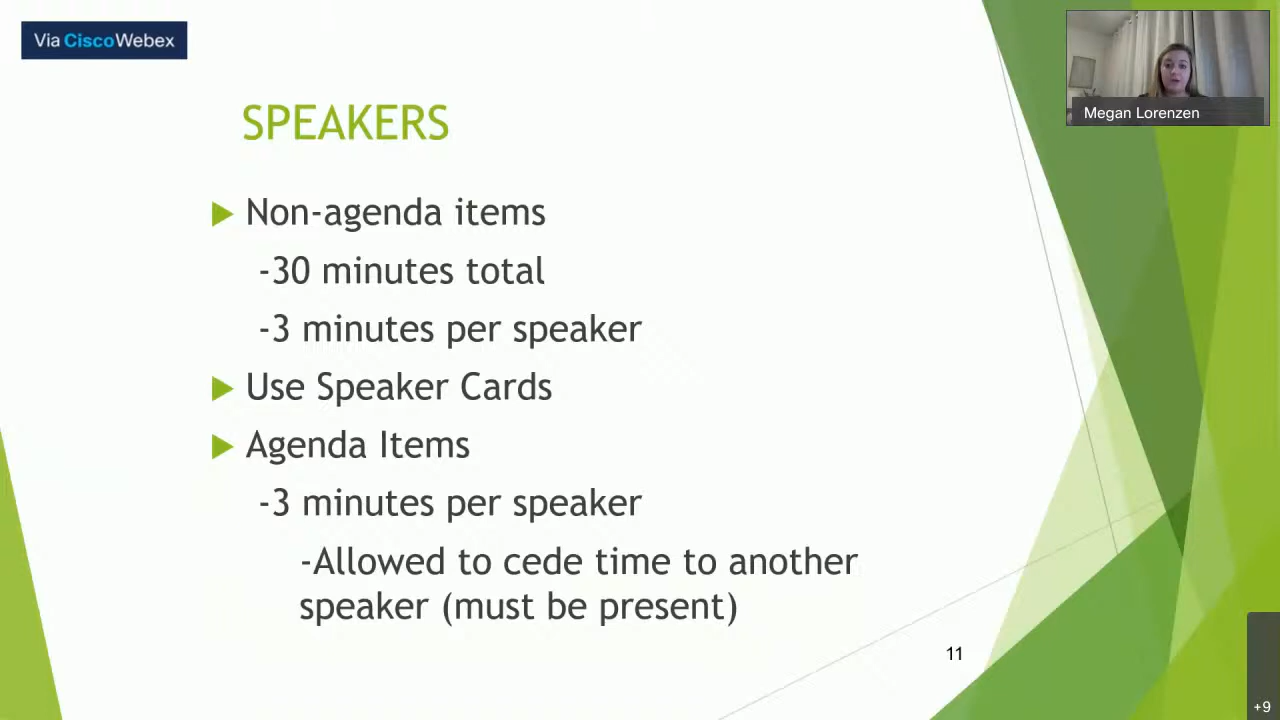 Via CiscoWebex
Megan Lorenzen
SPEAKERS
Non-agenda items
-30 minutes total
-3 minutes per speaker
Use Speaker Cards
Agenda Items
-3 minutes per speaker
-Allowed to cede time to another
speaker (must be present)
11
+9